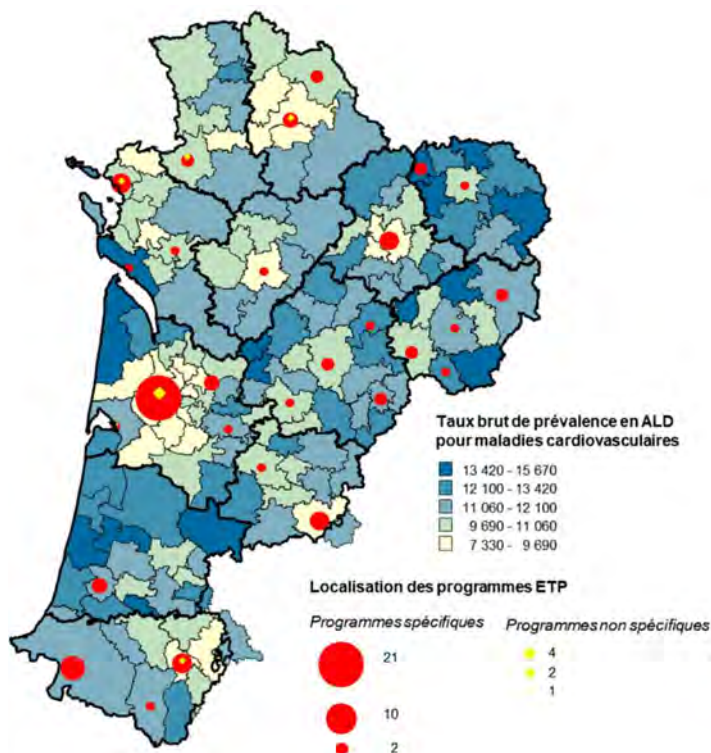 Taux brut de prévalence en ALD
pour maladies cardiovasculaires
13 420 - 15 670
12 100 - 13 420
11 060 - 12 100
9 690 - 11 060
7 330 - 9 690
Localisation des programmes ETP
Programmes spécifiques
Programmes non spécifiques
21
10
2
4
2
1